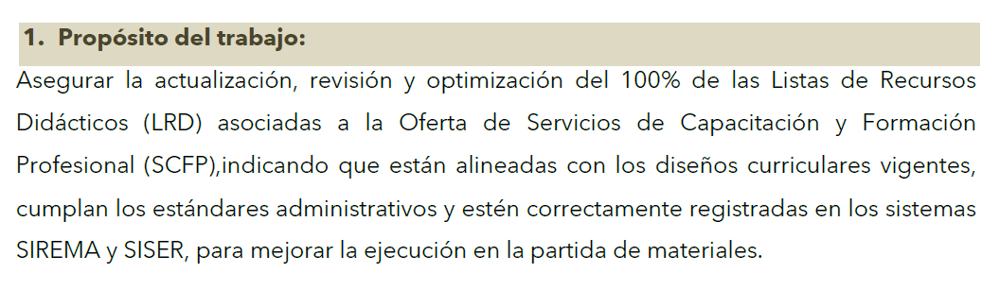 1. Propósito del trabajo:
Asegurar la actualización, revisión y optimización del 100% de las Listas de Recursos
Didácticos (LRD) asociadas a la Oferta de Servicios de Capacitación y Formación
Profesional (SCFP),indicando que están alineadas con los diseños curriculares vigentes,
cumplan los estándares administrativos y estén correctamente registradas en los sistemas
SIREMA y SISER, para mejorar la ejecución en la partida de materiales.